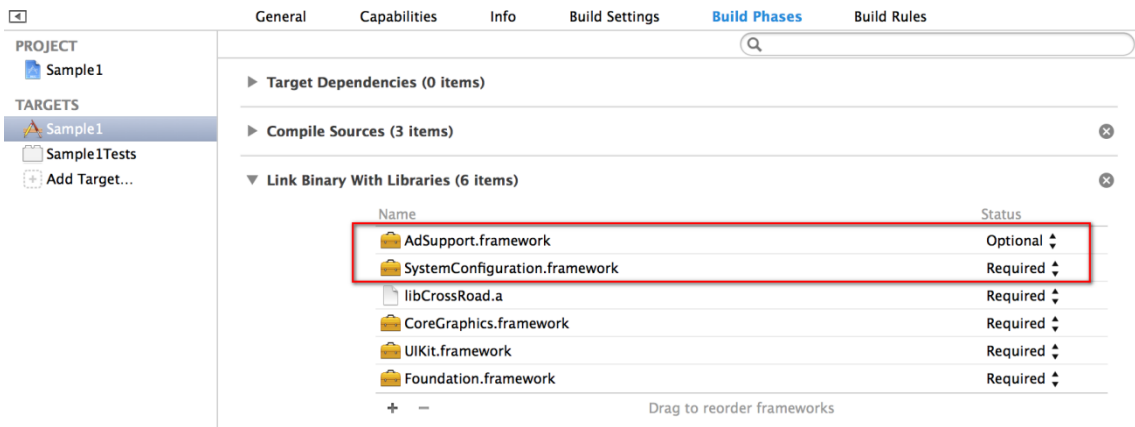 General Capabilities Info Build Settings Build Phases Build Rules
PROJECT
Sample1
TARGETS
Sample1
Sample1Tests
Add Target...
Target Dependencies (0 items)
Compile Sources (3 items)
Link Binary With Libraries (6 items)
Name Status
AdSupport.framework Optional
SystemConfiguration.framework Required
libCrossRoad.a Required
CoreGraphics.framework Required
UIKit.framework Required
Foundation.framework Required
+ − Drag to reorder frameworks